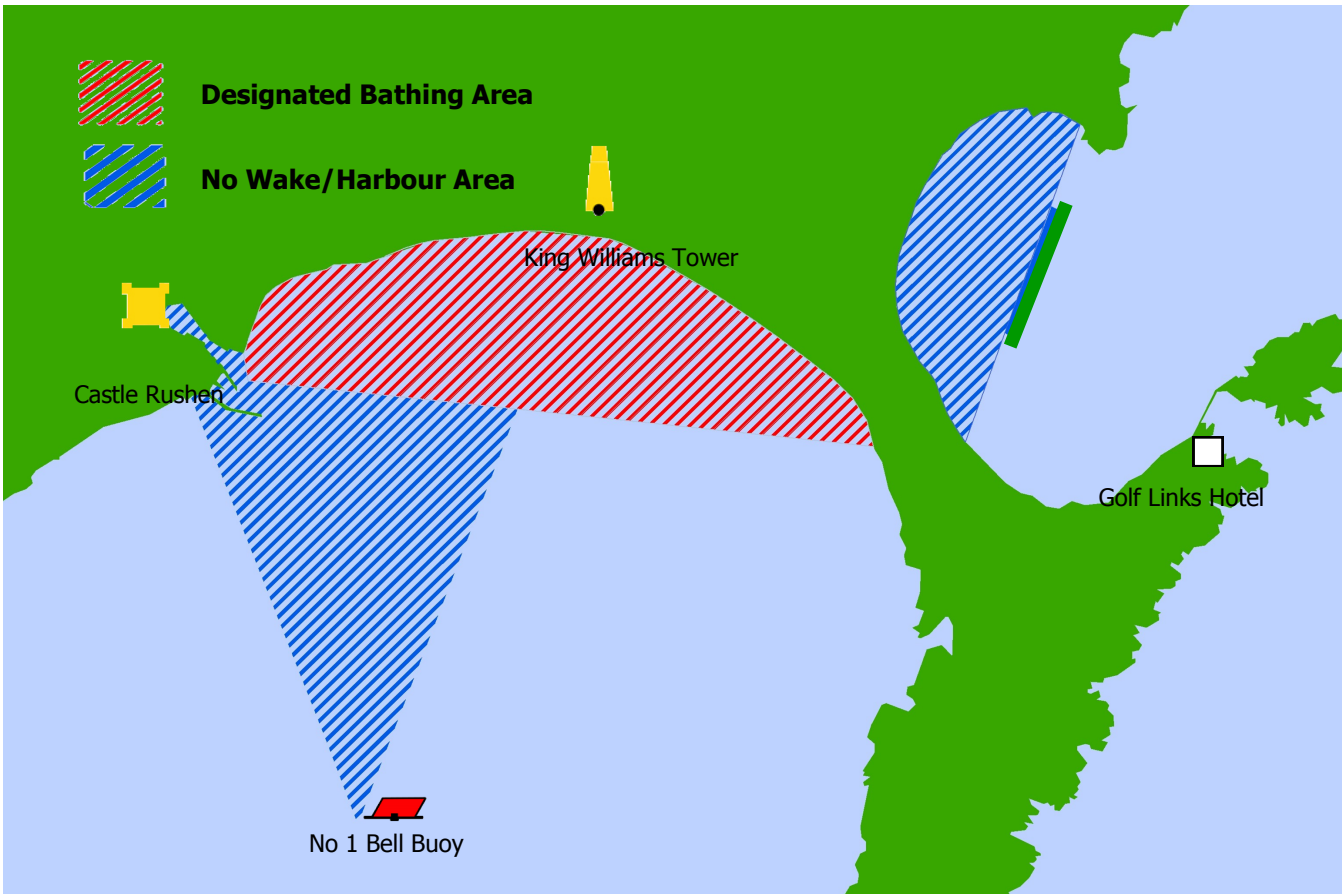 Designated Bathing Area
No Wake/Harbour Area
King Williams Tower
Castle Rushen
Golf Links Hotel
No 1 Bell Buoy